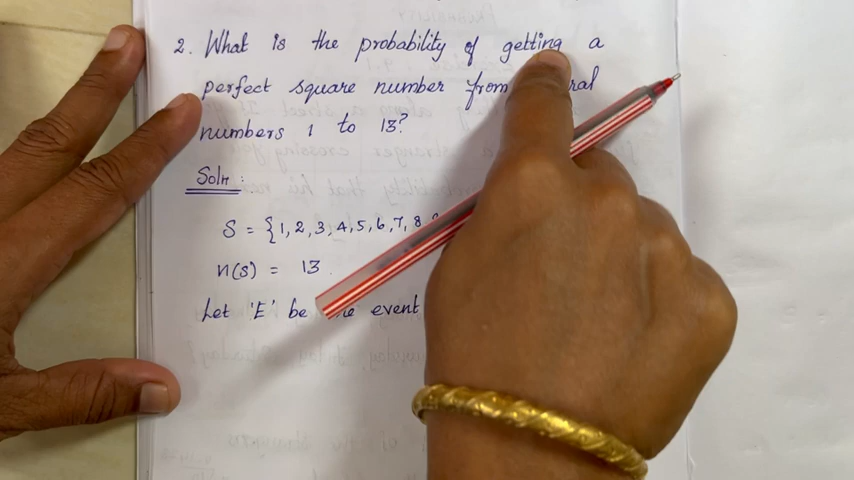 2. What is the probability of getting a
perfect square number from ral
numbers 1 to 13?
Soln :
S = {1, 2, 3, 4, 5, 6, 7, 8,
n(s) = 13
Let 'E' be event